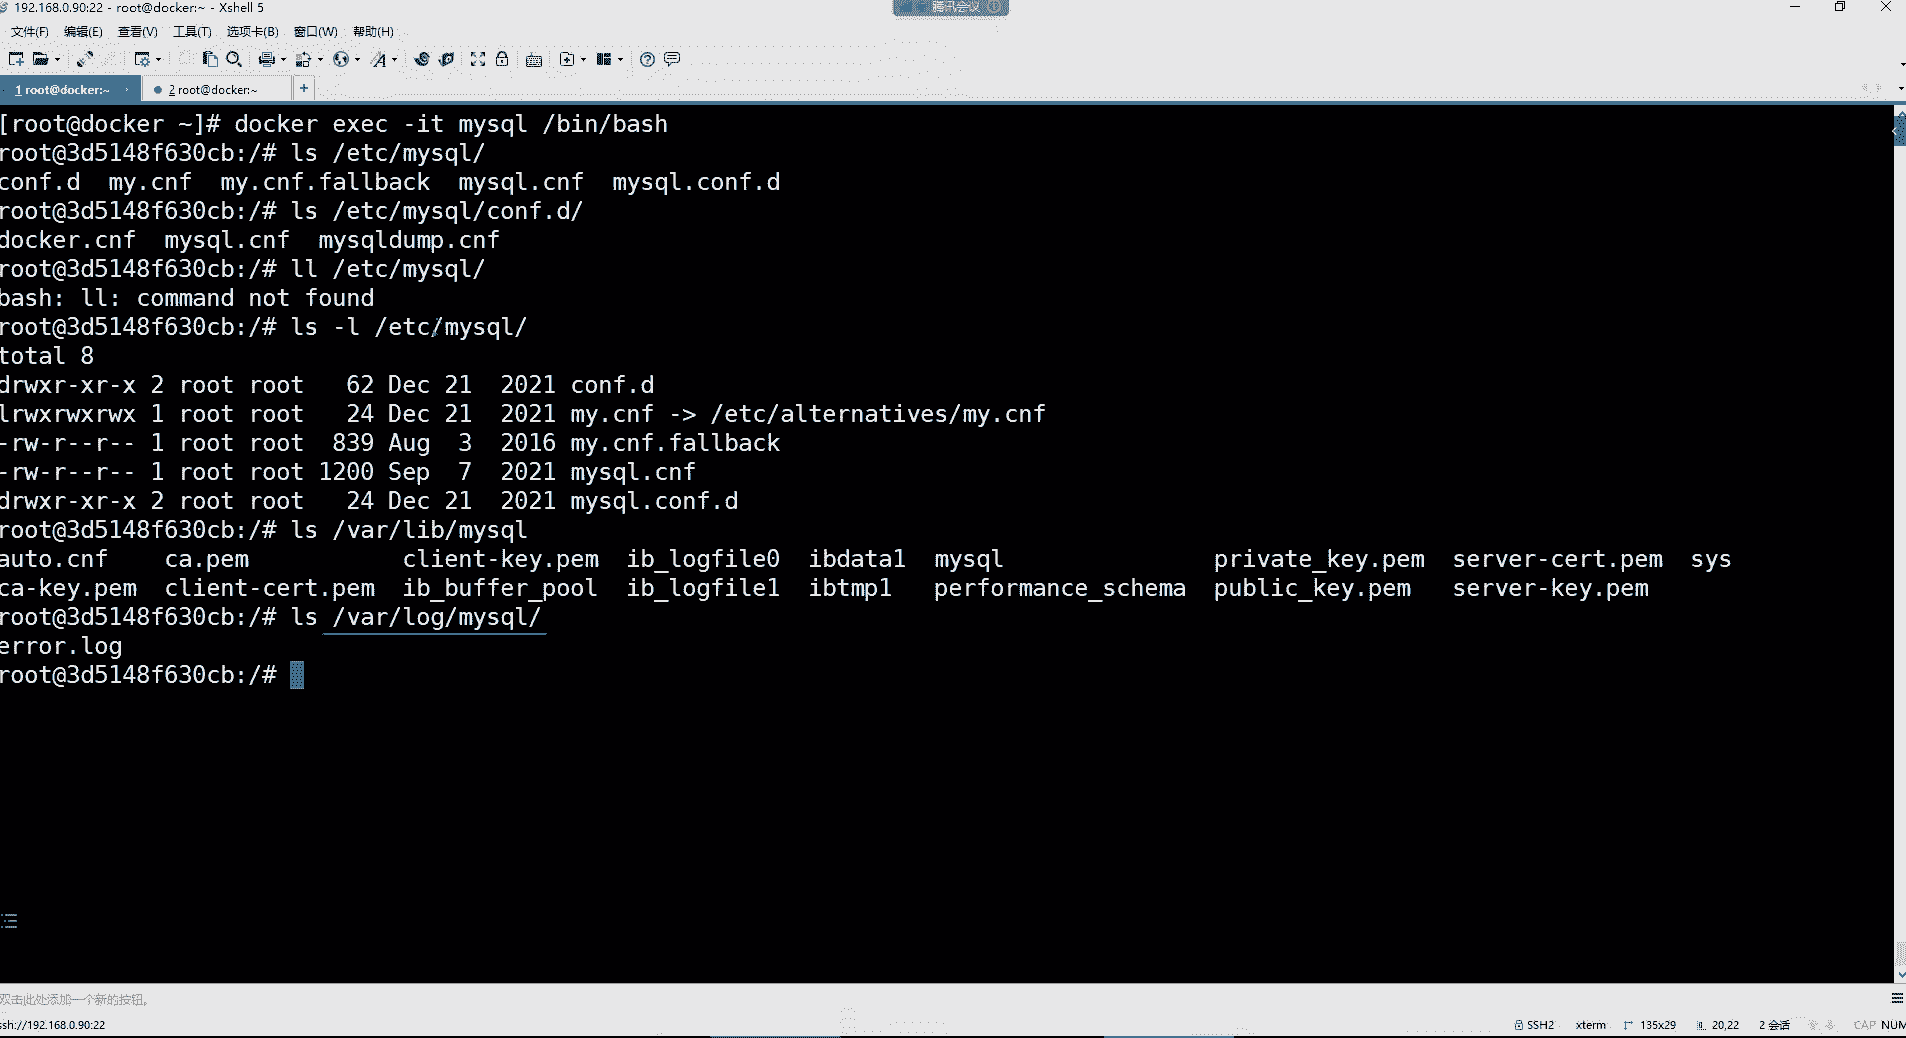 192.168.0.90:22 - root@docker:~ - Xshell 5
腾讯会议
文件(F) 编辑(E) 查看(V) 工具(T) 选项卡(B) 窗口(W) 帮助(H)
1 root@docker:~ 2 root@docker:~ +
[root@docker ~]# docker exec -it mysql /bin/bash
root@3d5148f630cb:/# ls /etc/mysql/
conf.d  my.cnf  my.cnf.fallback  mysql.cnf  mysql.conf.d
root@3d5148f630cb:/# ls /etc/mysql/conf.d/
docker.cnf  mysql.cnf  mysqldump.cnf
root@3d5148f630cb:/# ll /etc/mysql/
bash: ll: command not found
root@3d5148f630cb:/# ls -l /etc/mysql/
total 8
drwxr-xr-x 2 root root   62 Dec 21  2021 conf.d
lrwxrwxrwx 1 root root   24 Dec 21  2021 my.cnf -> /etc/alternatives/my.cnf
-rw-r--r-- 1 root root  839 Aug  3  2016 my.cnf.fallback
-rw-r--r-- 1 root root 1200 Sep  7  2021 mysql.cnf
drwxr-xr-x 2 root root   24 Dec 21  2021 mysql.conf.d
root@3d5148f630cb:/# ls /var/lib/mysql
auto.cnf    ca.pem           client-key.pem  ib_logfile0  ibdata1  mysql               private_key.pem  server-cert.pem  sys
ca-key.pem  client-cert.pem  ib_buffer_pool  ib_logfile1  ibtmp1   performance_schema  public_key.pem   server-key.pem
root@3d5148f630cb:/# ls /var/log/mysql/
error.log
root@3d5148f630cb:/#
双击此处添加一个新的按钮。
ssh://192.168.0.90:22 SSH2 xterm 135x29 20,22 2 会话 CAP NUM